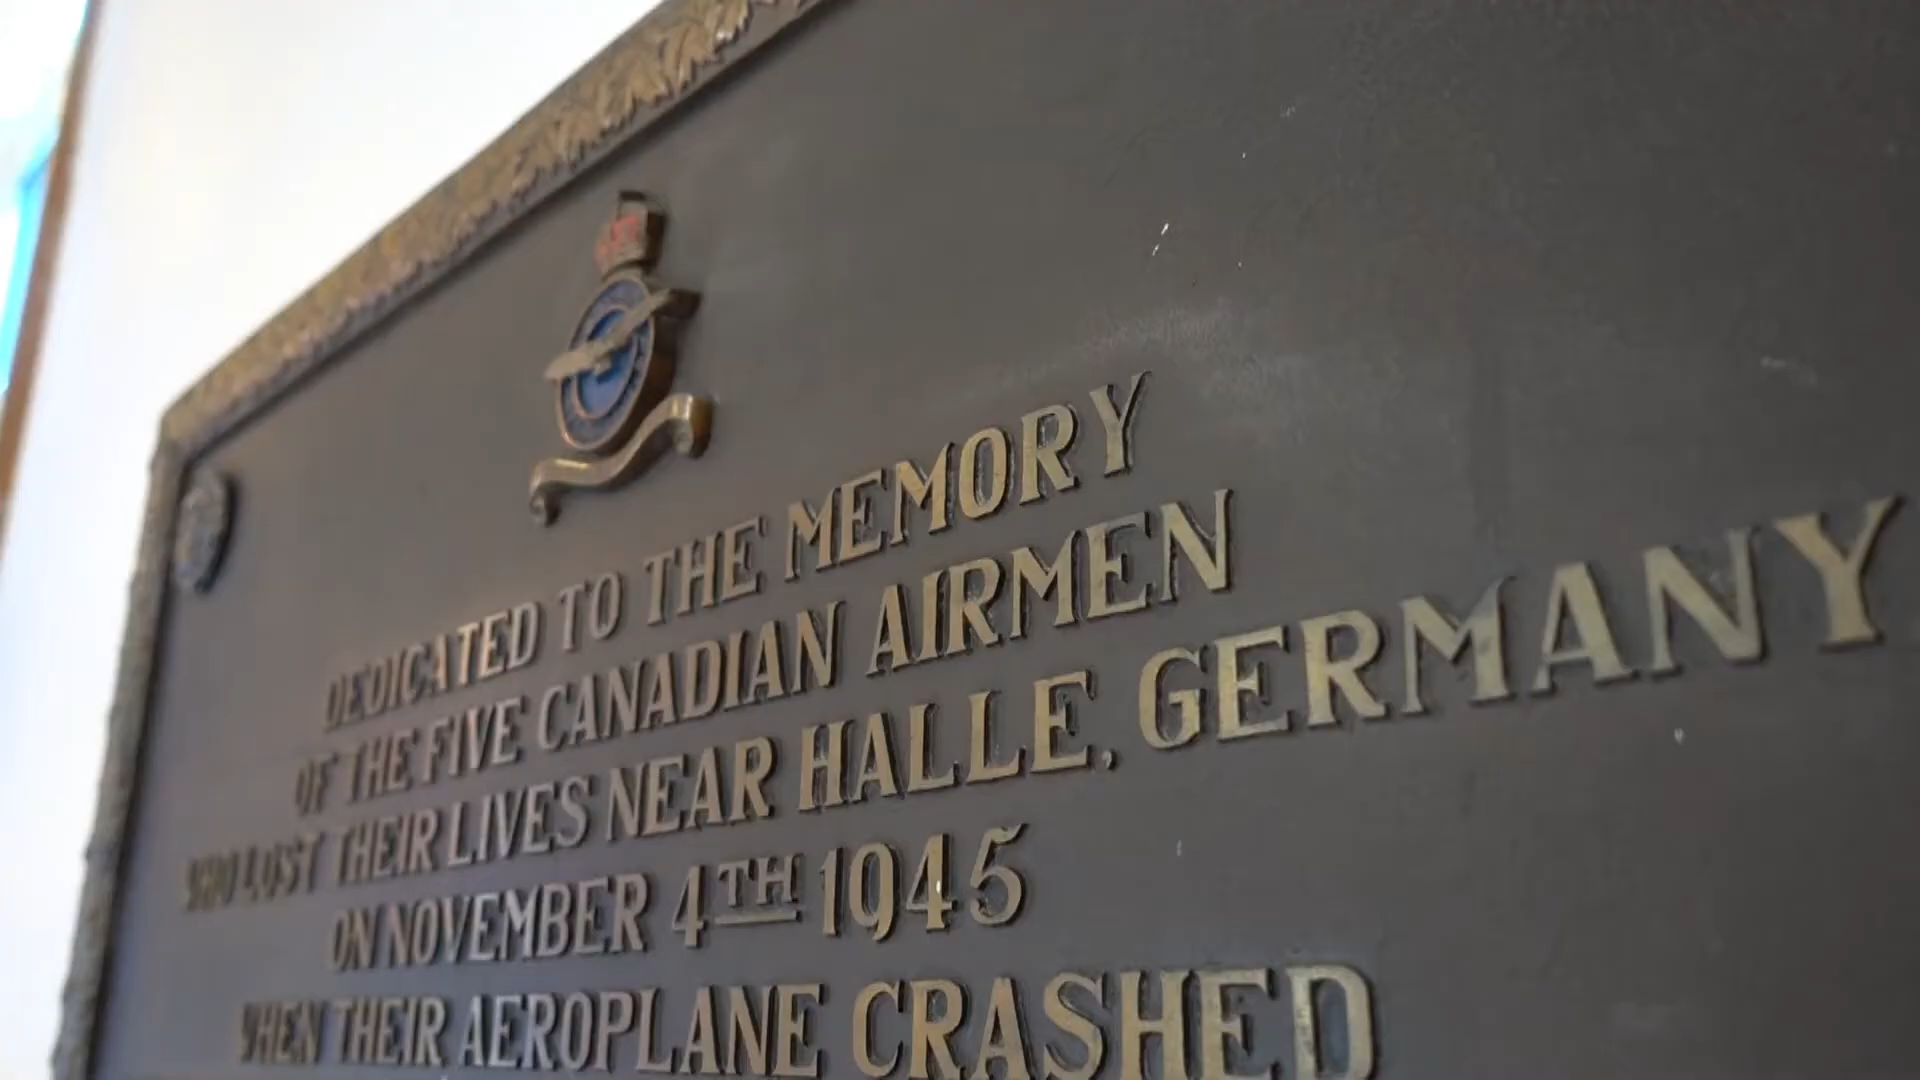 DEDICATED TO THE MEMORY
OF THE FIVE CANADIAN AIRMEN
WHO LOST THEIR LIVES NEAR HALLE, GERMANY
ON NOVEMBER 4TH 1945
WHEN THEIR AEROPLANE CRASHED